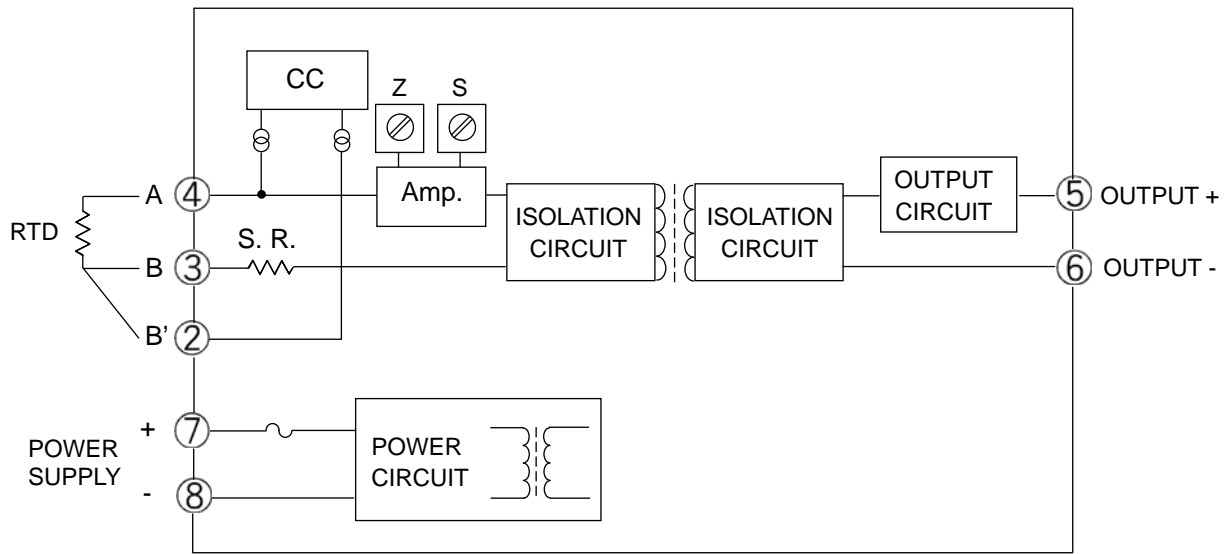 CC
Z
S
A
4
Amp.
ISOLATION
CIRCUIT
ISOLATION
CIRCUIT
OUTPUT
CIRCUIT
5
OUTPUT +
RTD
B
3
S. R.
6
OUTPUT -
B'
2
POWER
SUPPLY
+
7
-
8
POWER
CIRCUIT